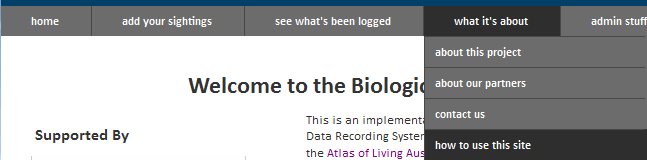 home add your sightings see what's been logged what it's about admin stuff
about this project
about our partners
contact us
how to use this site
Welcome to the Biologic
Supported By
This is an implementa
Data Recording System
the Atlas of Living Aus